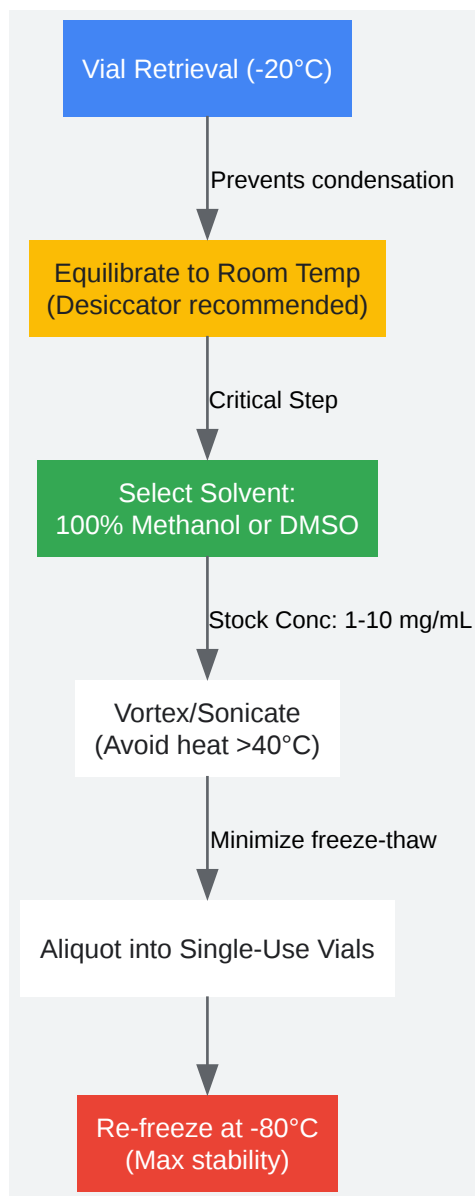 Vial Retrieval (-20°C)
Prevents condensation
Equilibrate to Room Temp
(Desiccator recommended)
Critical Step
Select Solvent:
100% Methanol or DMSO
Stock Conc: 1-10 mg/mL
Vortex/Sonicate
(Avoid heat >40°C)
Minimize freeze-thaw
Aliquot into Single-Use Vials
Re-freeze at -80°C
(Max stability)